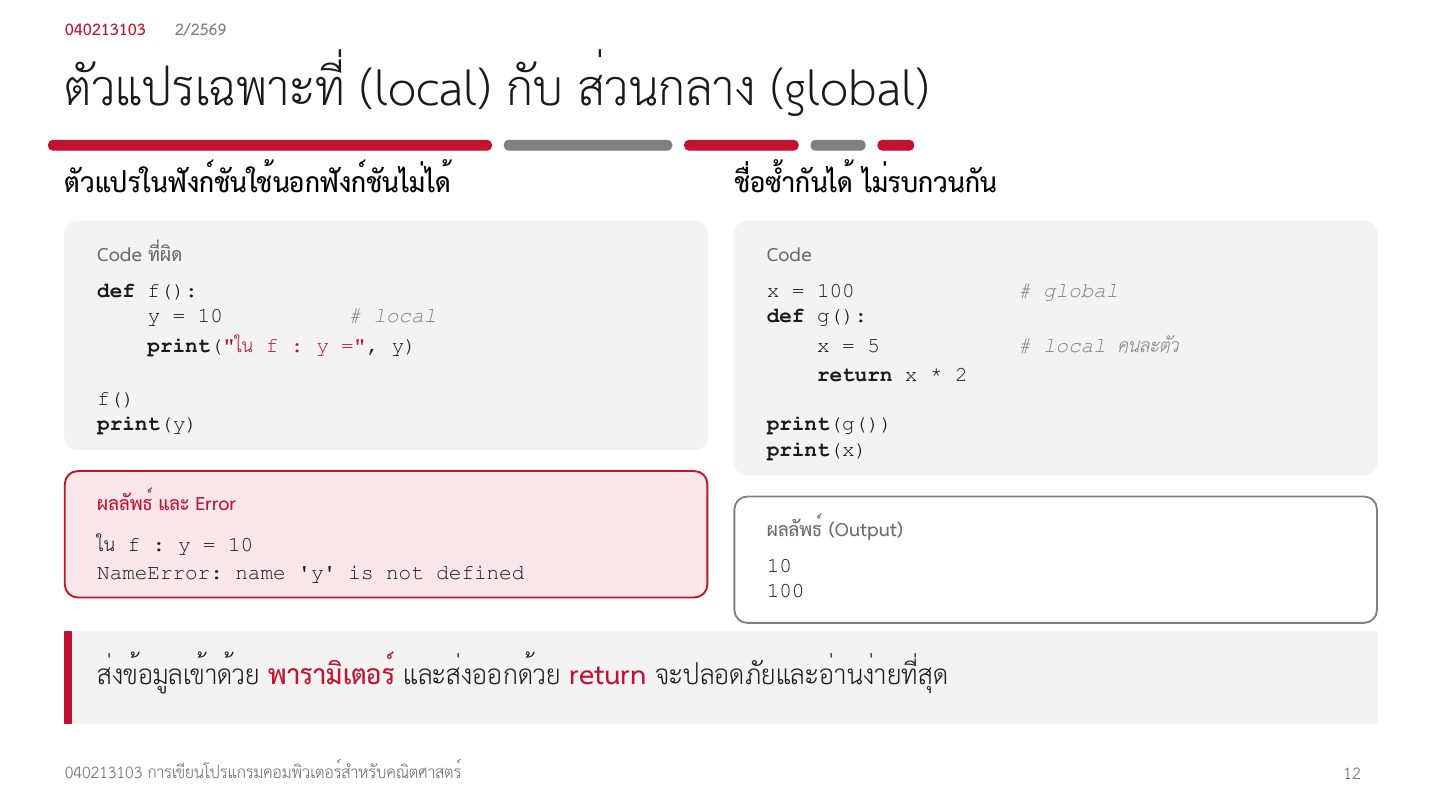 040213103 2/2569
ตัวแปรเฉพาะที่ (local) กับ ส่วนกลาง (global)
ตัวแปรในฟังก์ชันใช้นอกฟังก์ชันไม่ได้
Code ที่ผิด
def f():
    y = 10          # local
    print("ใน f : y =", y)

f()
print(y)
ผลลัพธ์ และ Error
ใน f : y = 10
NameError: name 'y' is not defined
ชื่อซ้ำกันได้ ไม่รบกวนกัน
Code
x = 100             # global
def g():
    x = 5           # local คนละตัว
    return x * 2

print(g())
print(x)
ผลลัพธ์ (Output)
10
100
ส่งข้อมูลเข้าด้วย พารามิเตอร์ และส่งออกด้วย return จะปลอดภัยและอ่านง่ายที่สุด
040213103 การเขียนโปรแกรมคอมพิวเตอร์สำหรับคณิตศาสตร์
12